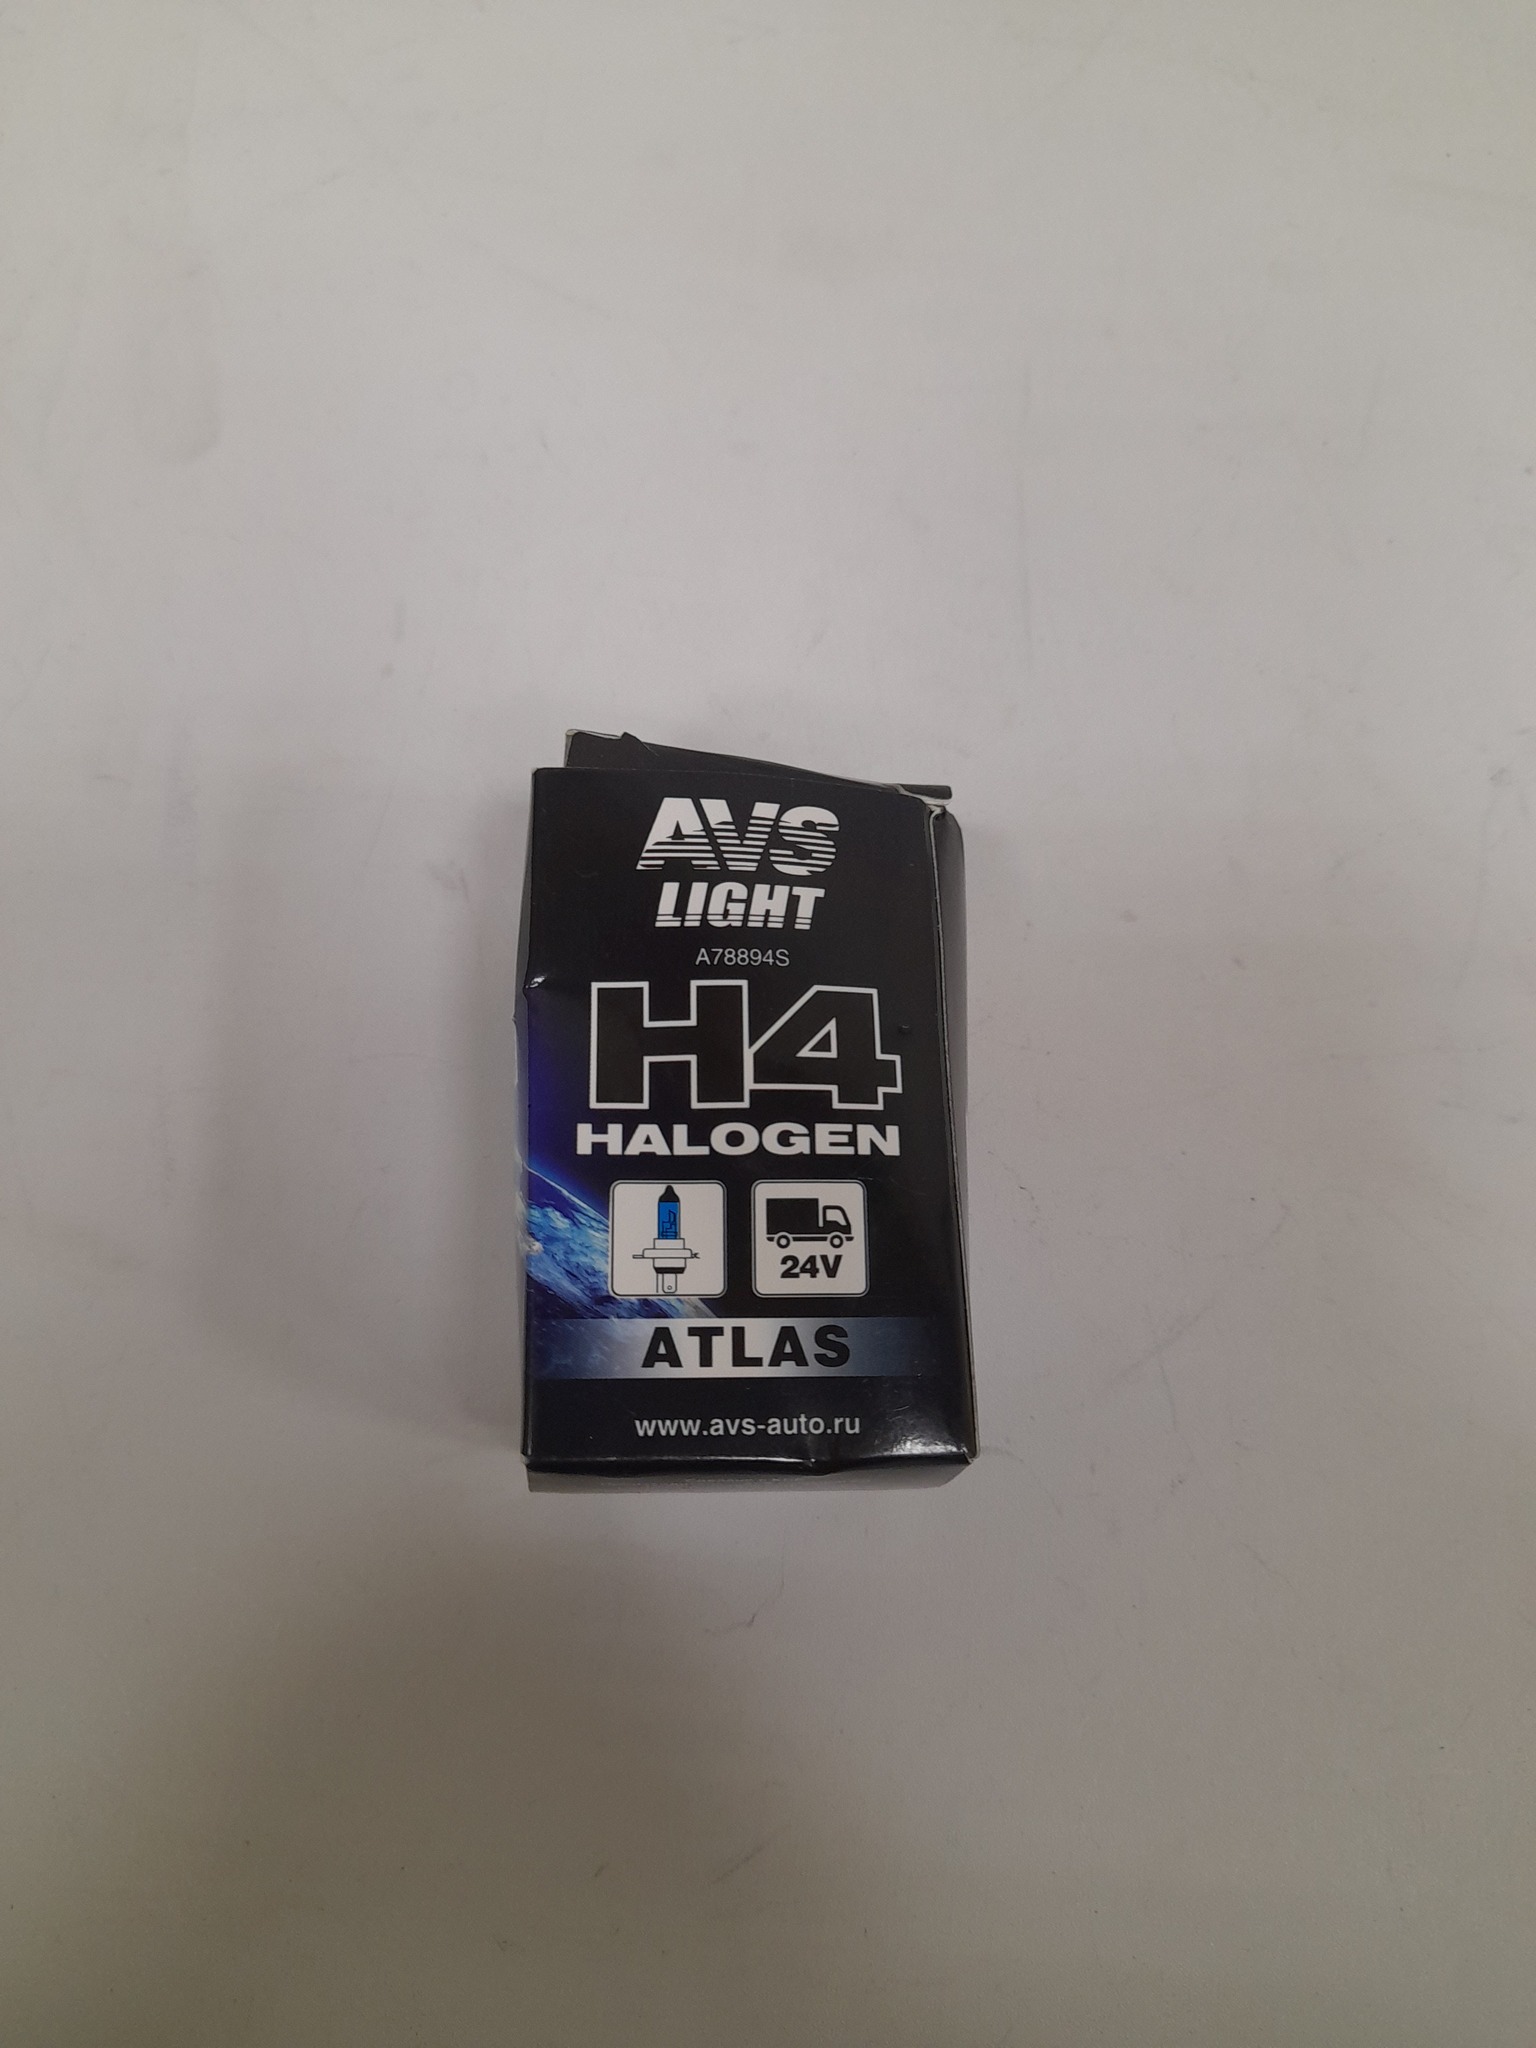 AVS
LIGHT
A78894S
H4
HALOGEN
24V
ATLAS
www.avs-auto.ru